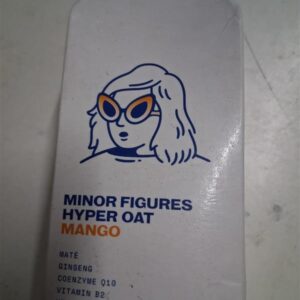 MINOR FIGURES
HYPER OAT
MANGO
MATÉ
GINSENG
COENZYME Q10
VITAMIN B2